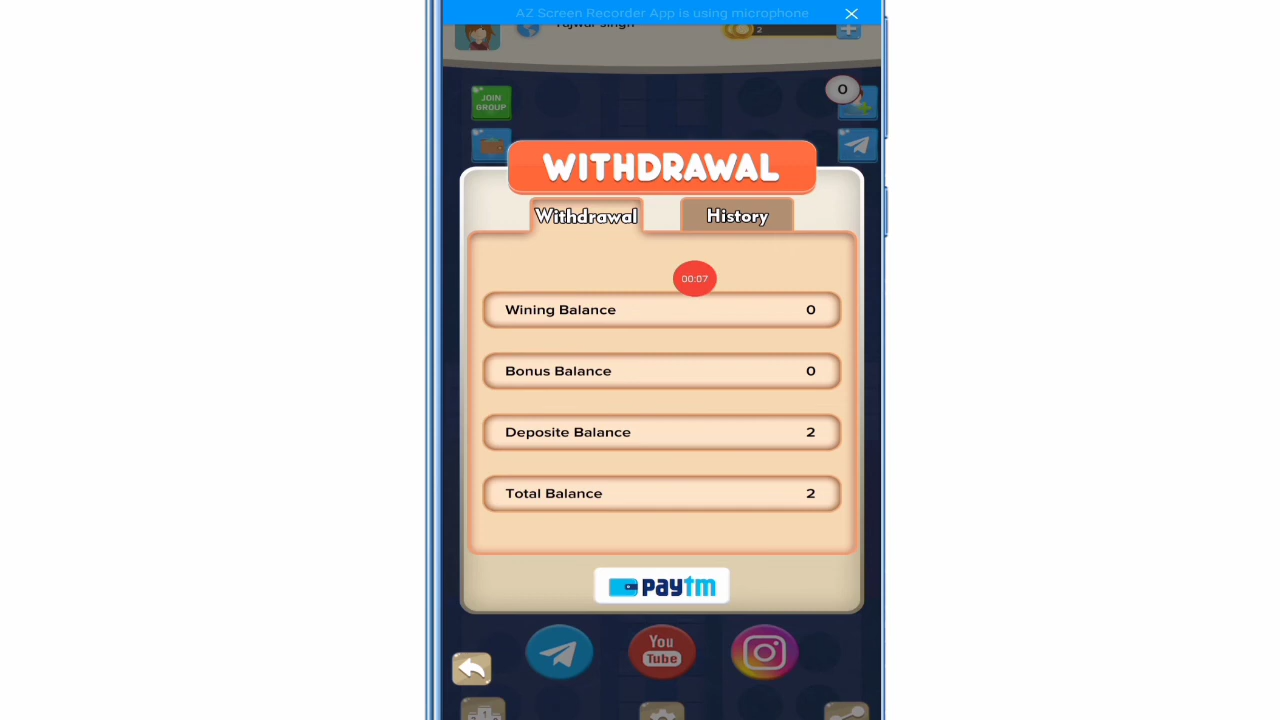 AZ Screen Recorder App is using microphone
2
JOIN
GROUP
0
WITHDRAWAL
Withdrawal
History
00:07
Wining Balance 0
Bonus Balance 0
Deposite Balance 2
Total Balance 2
paytm
You
Tube